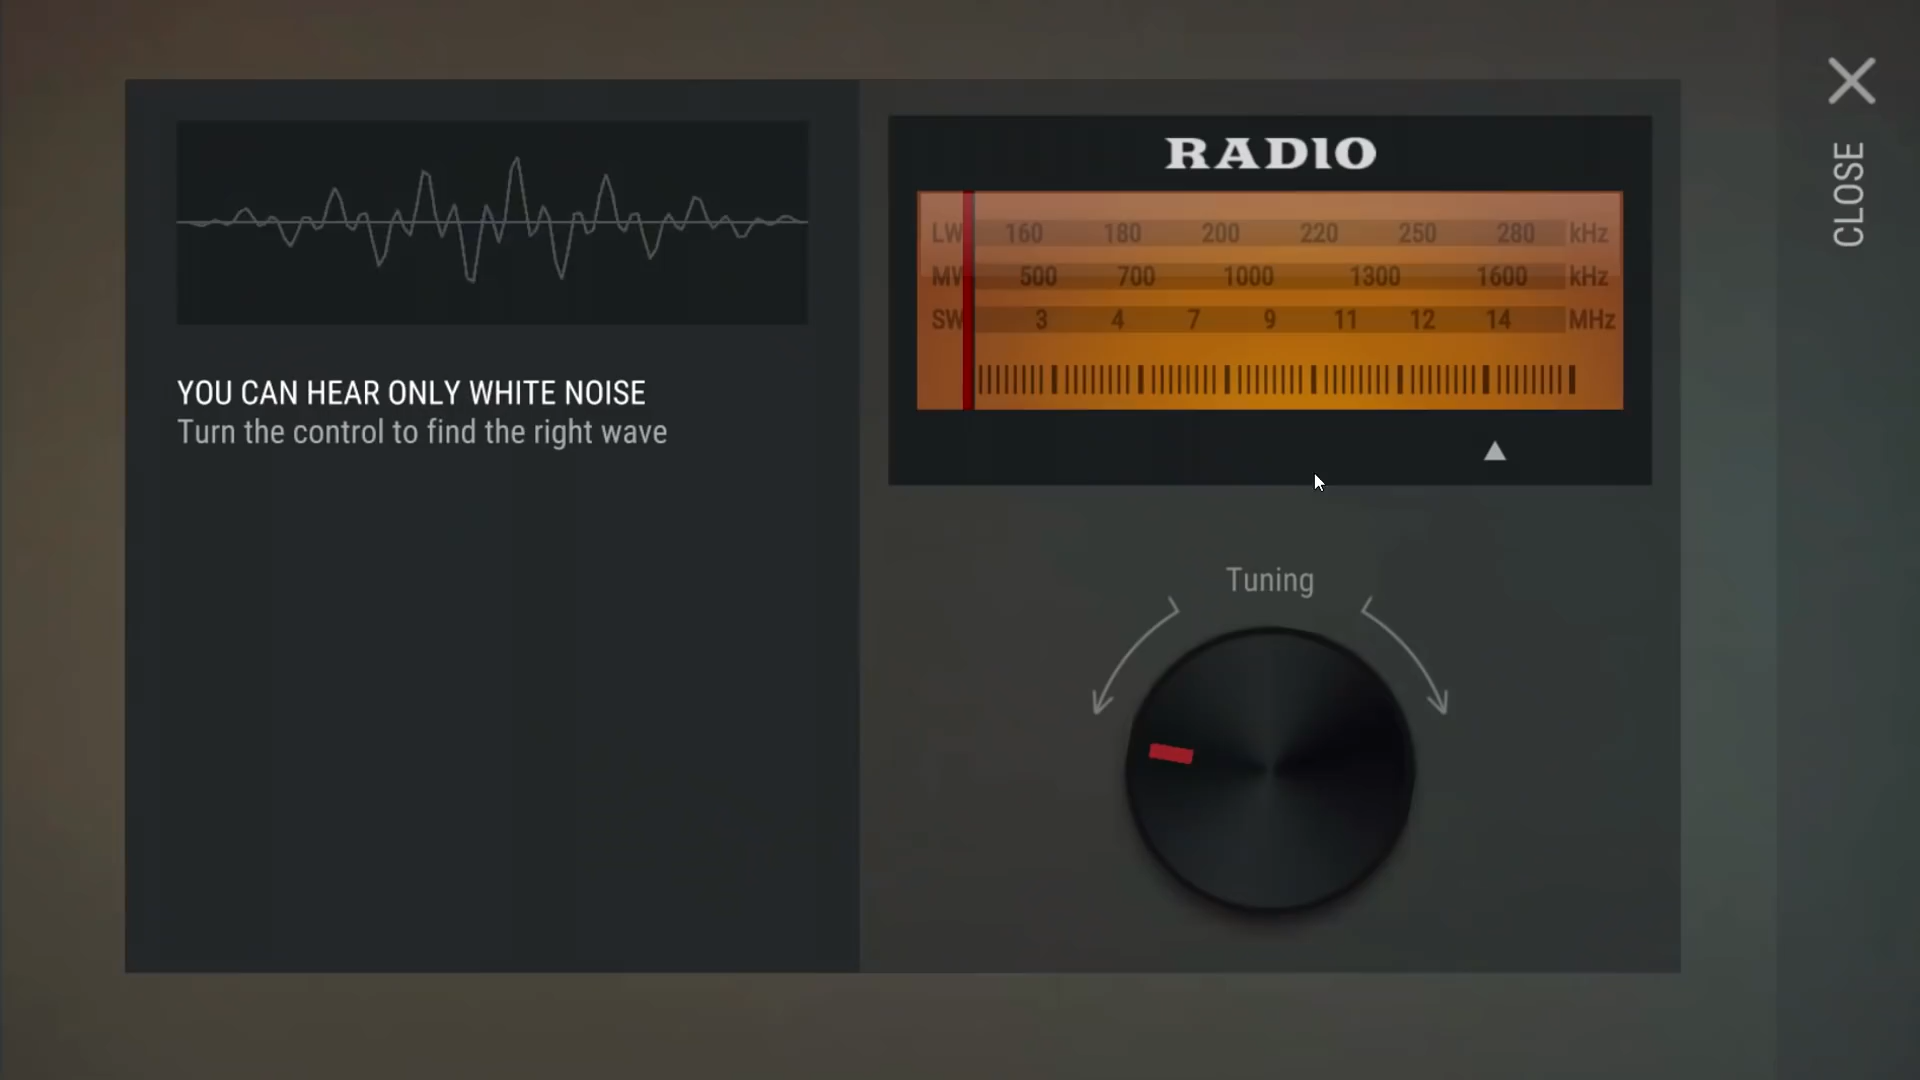 RADIO
LW 160 180 200 220 250 280 kHz
MW 500 700 1000 1300 1600 kHz
SW 3 4 7 9 11 12 14 MHz
YOU CAN HEAR ONLY WHITE NOISE
Turn the control to find the right wave
Tuning
CLOSE